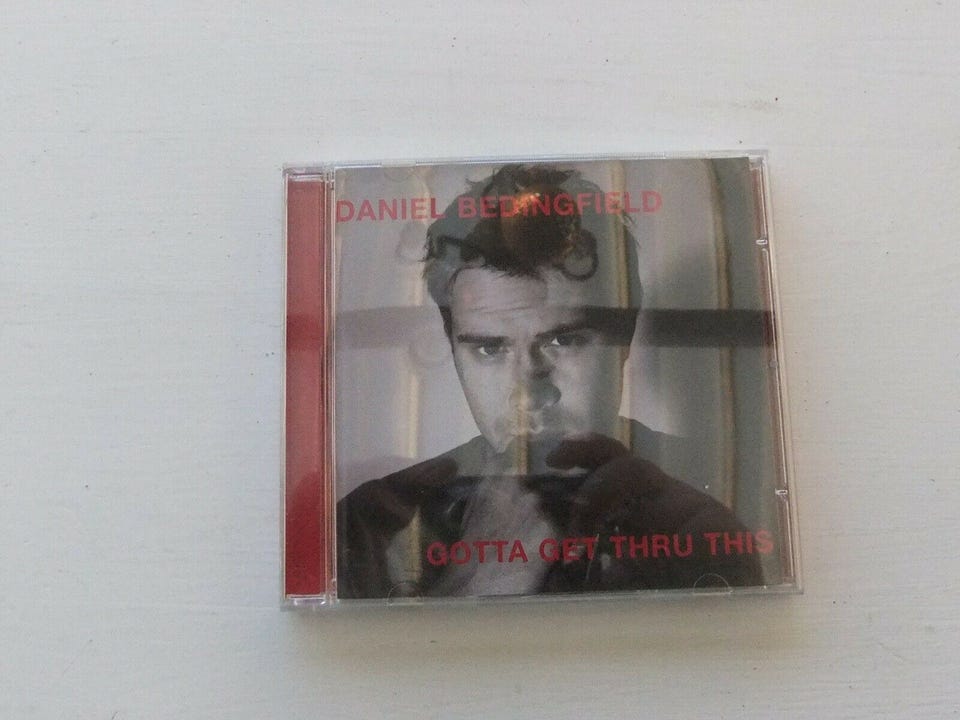 DANIEL BEDINGFIELD
GOTTA GET THRU THIS